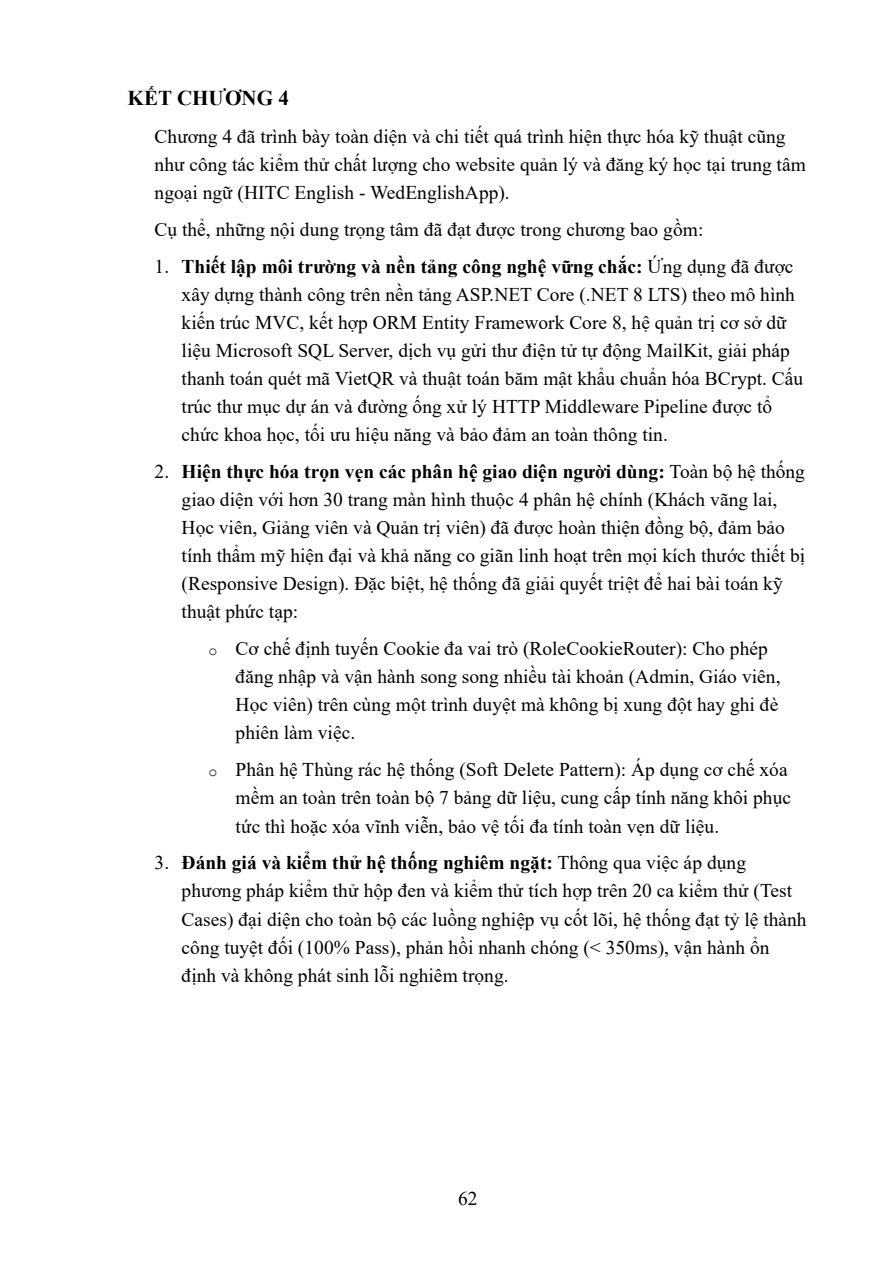 KẾT CHƯƠNG 4
Chương 4 đã trình bày toàn diện và chi tiết quá trình hiện thực hóa kỹ thuật cũng
như công tác kiểm thử chất lượng cho website quản lý và đăng ký học tại trung tâm
ngoại ngữ (HITC English - WedEnglishApp).
Cụ thể, những nội dung trọng tâm đã đạt được trong chương bao gồm:
1. Thiết lập môi trường và nền tảng công nghệ vững chắc: Ứng dụng đã được
xây dựng thành công trên nền tảng ASP.NET Core (.NET 8 LTS) theo mô hình
kiến trúc MVC, kết hợp ORM Entity Framework Core 8, hệ quản trị cơ sở dữ
liệu Microsoft SQL Server, dịch vụ gửi thư điện tử tự động MailKit, giải pháp
thanh toán quét mã VietQR và thuật toán băm mật khẩu chuẩn hóa BCrypt. Cấu
trúc thư mục dự án và đường ống xử lý HTTP Middleware Pipeline được tổ
chức khoa học, tối ưu hiệu năng và bảo đảm an toàn thông tin.
2. Hiện thực hóa trọn vẹn các phân hệ giao diện người dùng: Toàn bộ hệ thống
giao diện với hơn 30 trang màn hình thuộc 4 phân hệ chính (Khách vãng lai,
Học viên, Giảng viên và Quản trị viên) đã được hoàn thiện đồng bộ, đảm bảo
tính thẩm mỹ hiện đại và khả năng co giãn linh hoạt trên mọi kích thước thiết bị
(Responsive Design). Đặc biệt, hệ thống đã giải quyết triệt để hai bài toán kỹ
thuật phức tạp:
o Cơ chế định tuyến Cookie đa vai trò (RoleCookieRouter): Cho phép
đăng nhập và vận hành song song nhiều tài khoản (Admin, Giáo viên,
Học viên) trên cùng một trình duyệt mà không bị xung đột hay ghi đè
phiên làm việc.
o Phân hệ Thùng rác hệ thống (Soft Delete Pattern): Áp dụng cơ chế xóa
mềm an toàn trên toàn bộ 7 bảng dữ liệu, cung cấp tính năng khôi phục
tức thì hoặc xóa vĩnh viễn, bảo vệ tối đa tính toàn vẹn dữ liệu.
3. Đánh giá và kiểm thử hệ thống nghiêm ngặt: Thông qua việc áp dụng
phương pháp kiểm thử hộp đen và kiểm thử tích hợp trên 20 ca kiểm thử (Test
Cases) đại diện cho toàn bộ các luồng nghiệp vụ cốt lõi, hệ thống đạt tỷ lệ thành
công tuyệt đối (100% Pass), phản hồi nhanh chóng (< 350ms), vận hành ổn
định và không phát sinh lỗi nghiêm trọng.
62